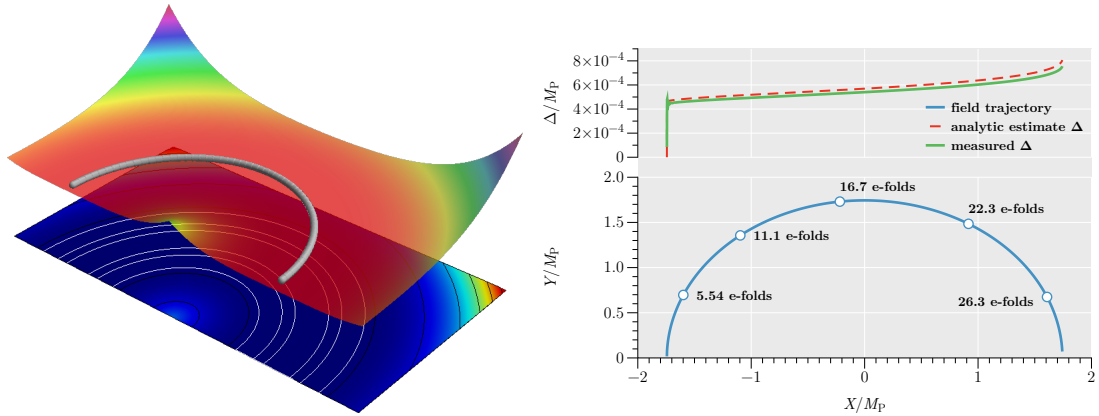 8×10⁻⁴
6×10⁻⁴
4×10⁻⁴
2×10⁻⁴
0
Δ/M_P
field trajectory
analytic estimate Δ
measured Δ
2.0
1.5
1.0
0.5
0
Y/M_P
16.7 e-folds
22.3 e-folds
11.1 e-folds
5.54 e-folds
26.3 e-folds
−2 −1 0 1 2
X/M_P